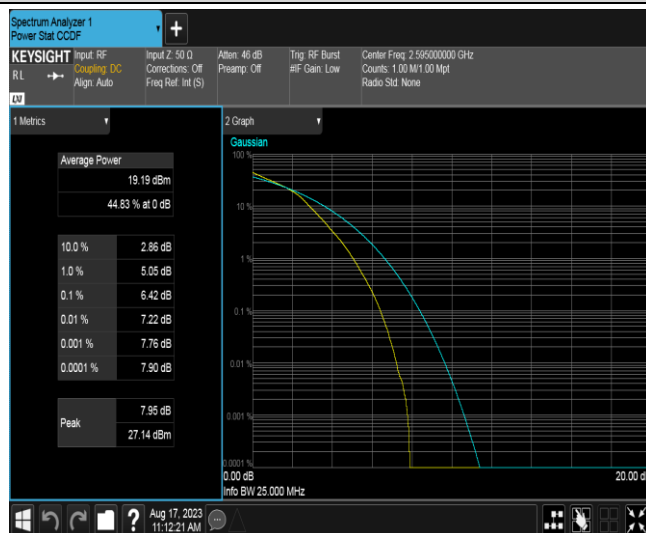 Spectrum Analyzer 1
Power Stat CCDF
+
KEYSIGHT
RL
LXI
Input: RF
Coupling: DC
Align: Auto
Input Z: 50 Ω
Corrections: Off
Freq Ref: Int (S)
Atten: 46 dB
Preamp: Off
Trig: RF Burst
#IF Gain: Low
Center Freq: 2.595000000 GHz
Counts: 1.00 M/1.00 Mpt
Radio Std: None
1 Metrics
Average Power
19.19 dBm
44.83 % at 0 dB
10.0 % 2.86 dB
1.0 % 5.05 dB
0.1 % 6.42 dB
0.01 % 7.22 dB
0.001 % 7.76 dB
0.0001 % 7.90 dB
Peak
7.95 dB
27.14 dBm
2 Graph
Gaussian
100 %
10 %
1 %
0.1 %
0.01 %
0.001 %
0.0001 %
0.00 dB
20.00 d
Info BW 25.000 MHz
?
Aug 17, 2023
11:12:21 AM